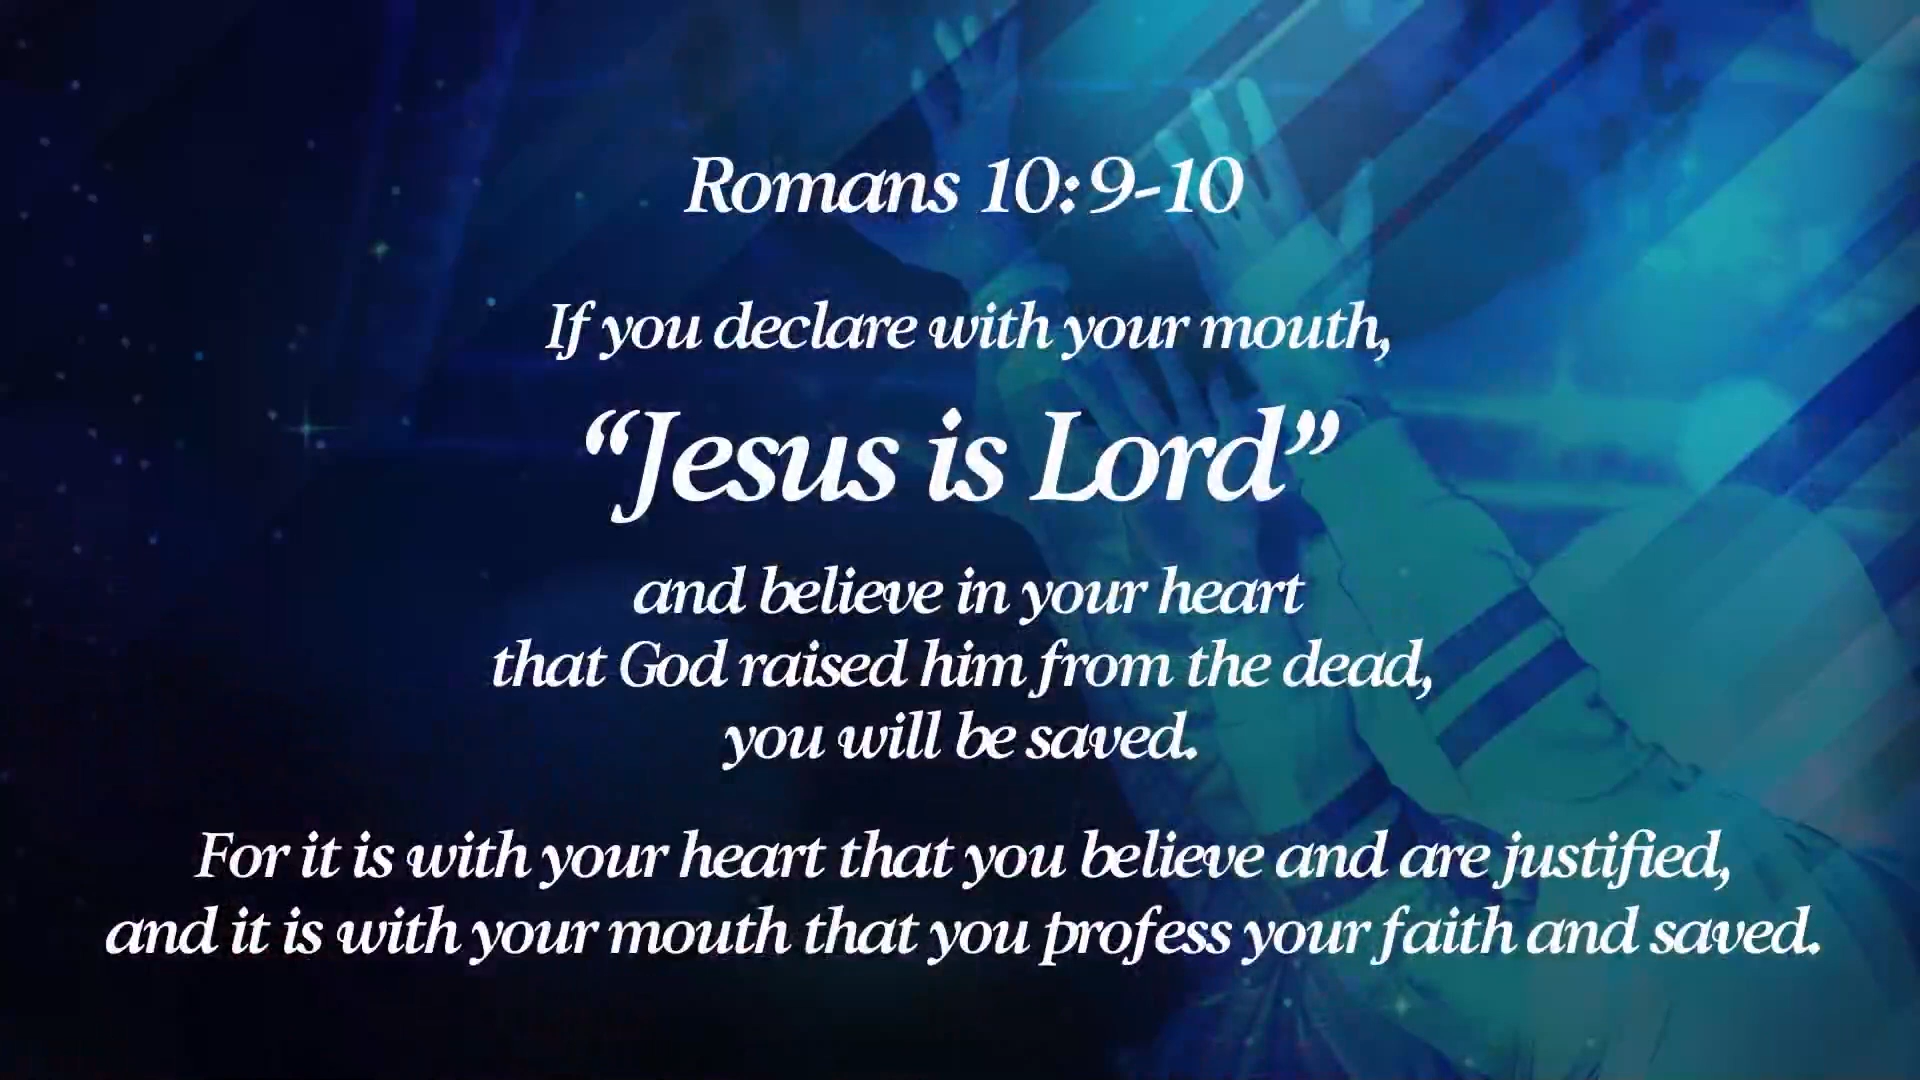 Romans 10:9-10
If you declare with your mouth,
“Jesus is Lord”
and believe in your heart
that God raised him from the dead,
you will be saved.
For it is with your heart that you believe and are justified,
and it is with your mouth that you profess your faith and saved.